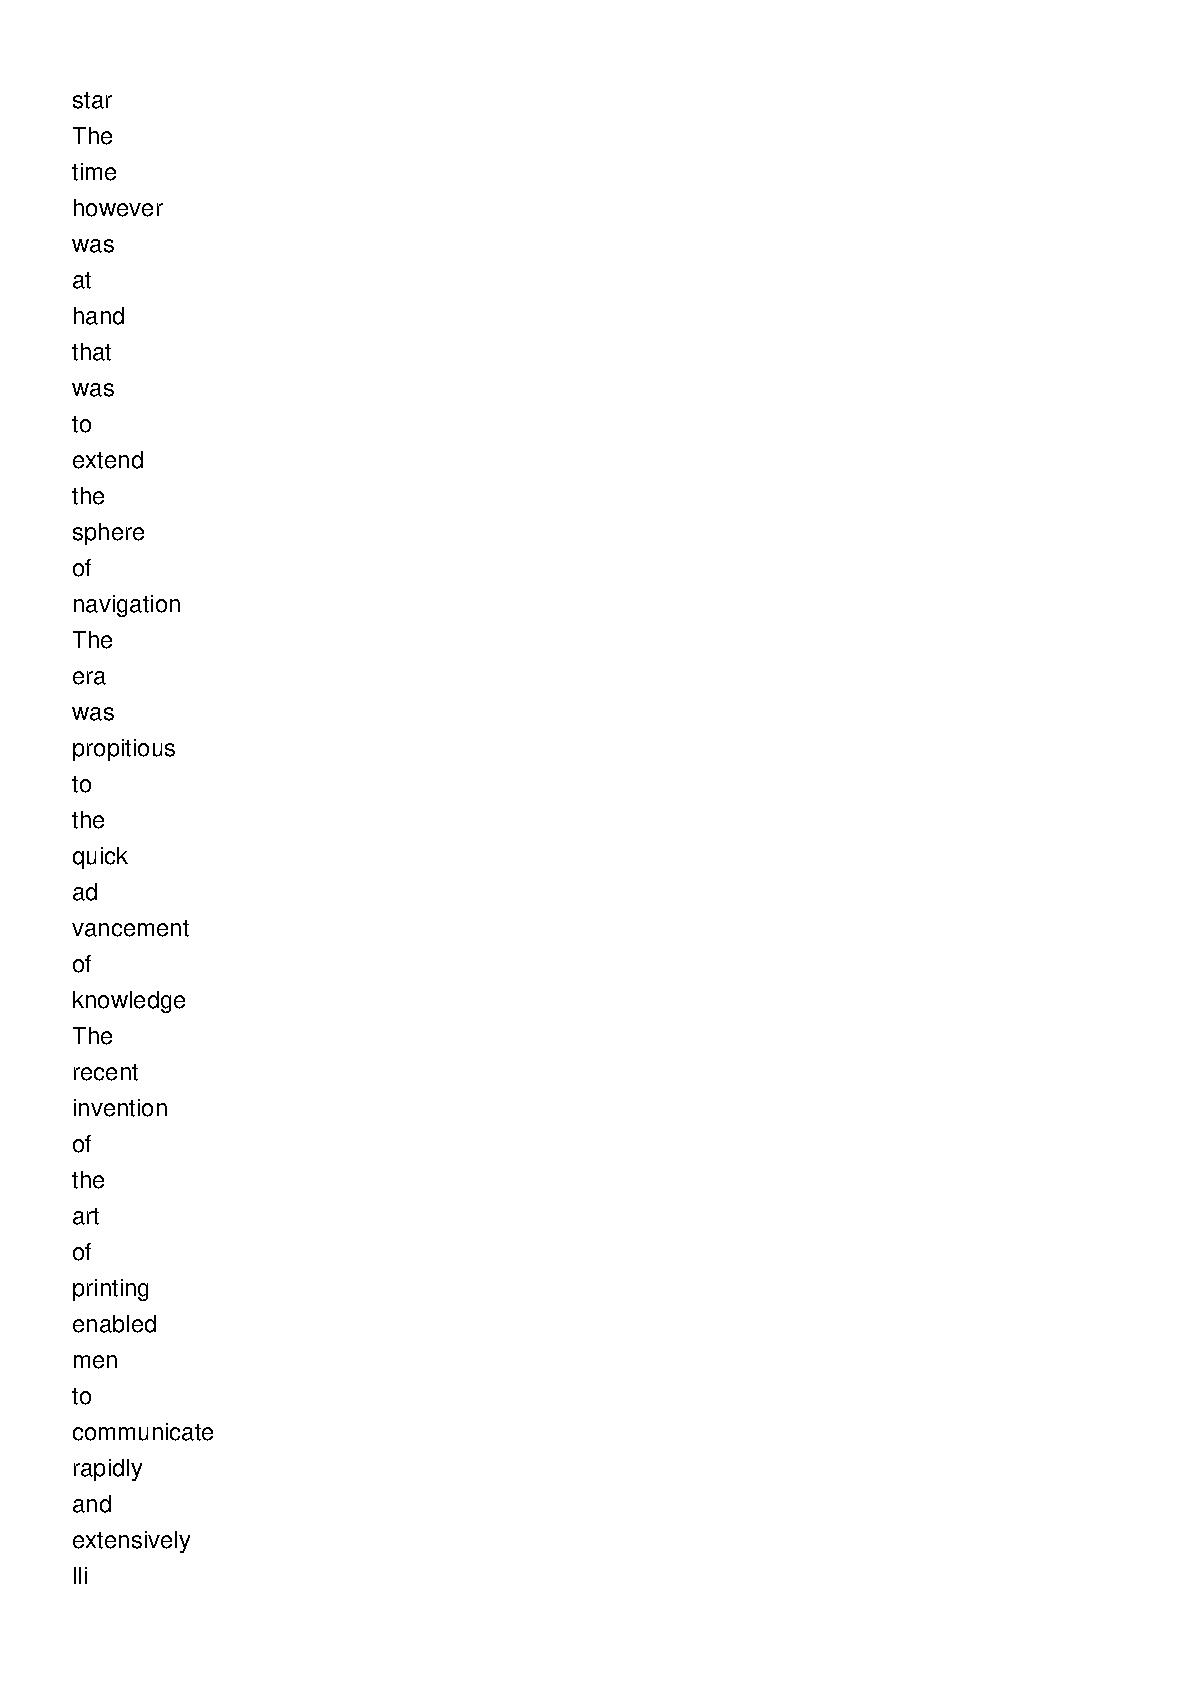 star
The
time
however
was
at
hand
that
was
to
extend
the
sphere
of
navigation
The
era
was
propitious
to
the
quick
ad
vancement
of
knowledge
The
recent
invention
of
the
art
of
printing
enabled
men
to
communicate
rapidly
and
extensively
lli